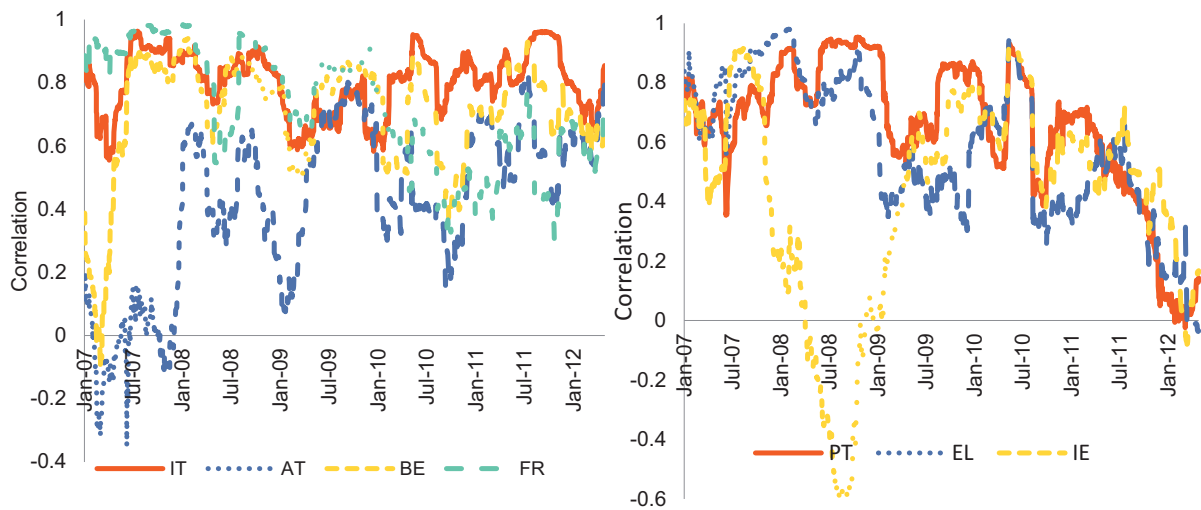 Correlation
1
0.8
0.6
0.4
0.2
0
-0.2
-0.4
Jan-07
Jul-07
Jan-08
Jul-08
Jan-09
Jul-09
Jan-10
Jul-10
Jan-11
Jul-11
Jan-12
IT AT BE FR
Correlation
1
0.8
0.6
0.4
0.2
0
-0.2
-0.4
-0.6
Jan-07
Jul-07
Jan-08
Jul-08
Jan-09
Jul-09
Jan-10
Jul-10
Jan-11
Jul-11
Jan-12
PT EL IE